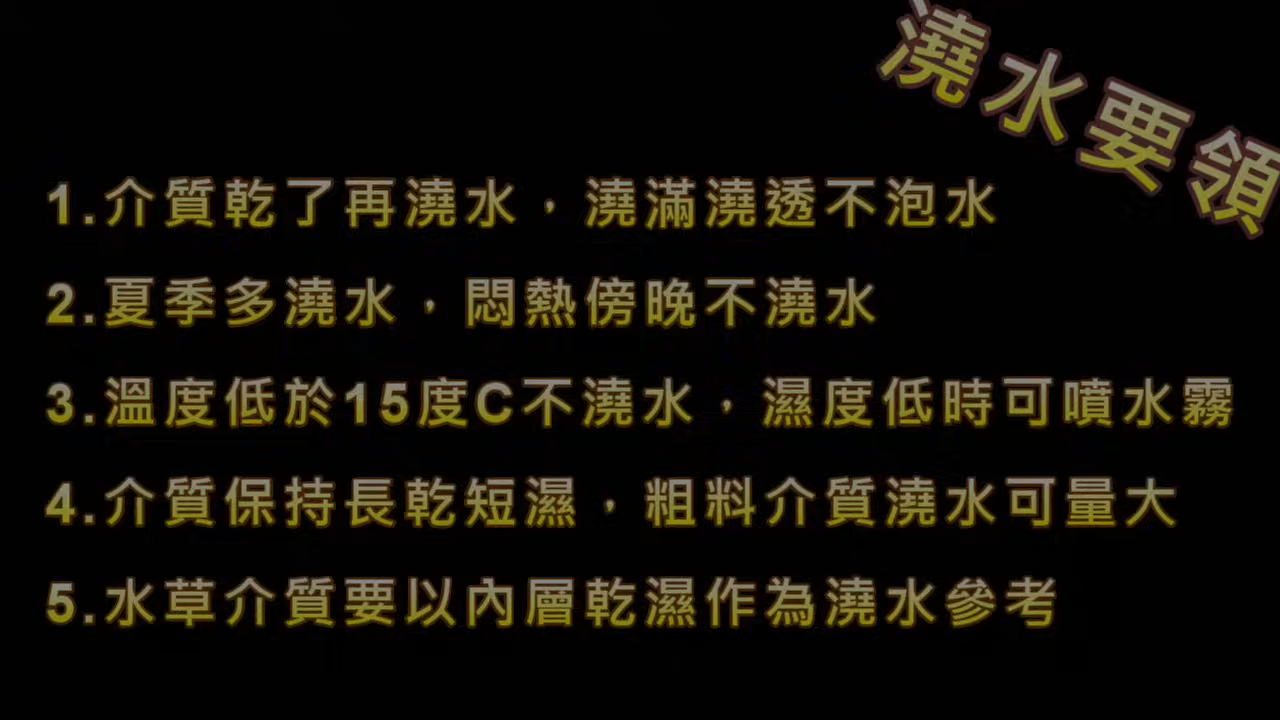 澆水要領
1.介質乾了再澆水，澆滿澆透不泡水
2.夏季多澆水，悶熱傍晚不澆水
3.溫度低於15度C不澆水，濕度低時可噴水霧
4.介質保持長乾短濕，粗料介質澆水可量大
5.水草介質要以內層乾濕作為澆水參考